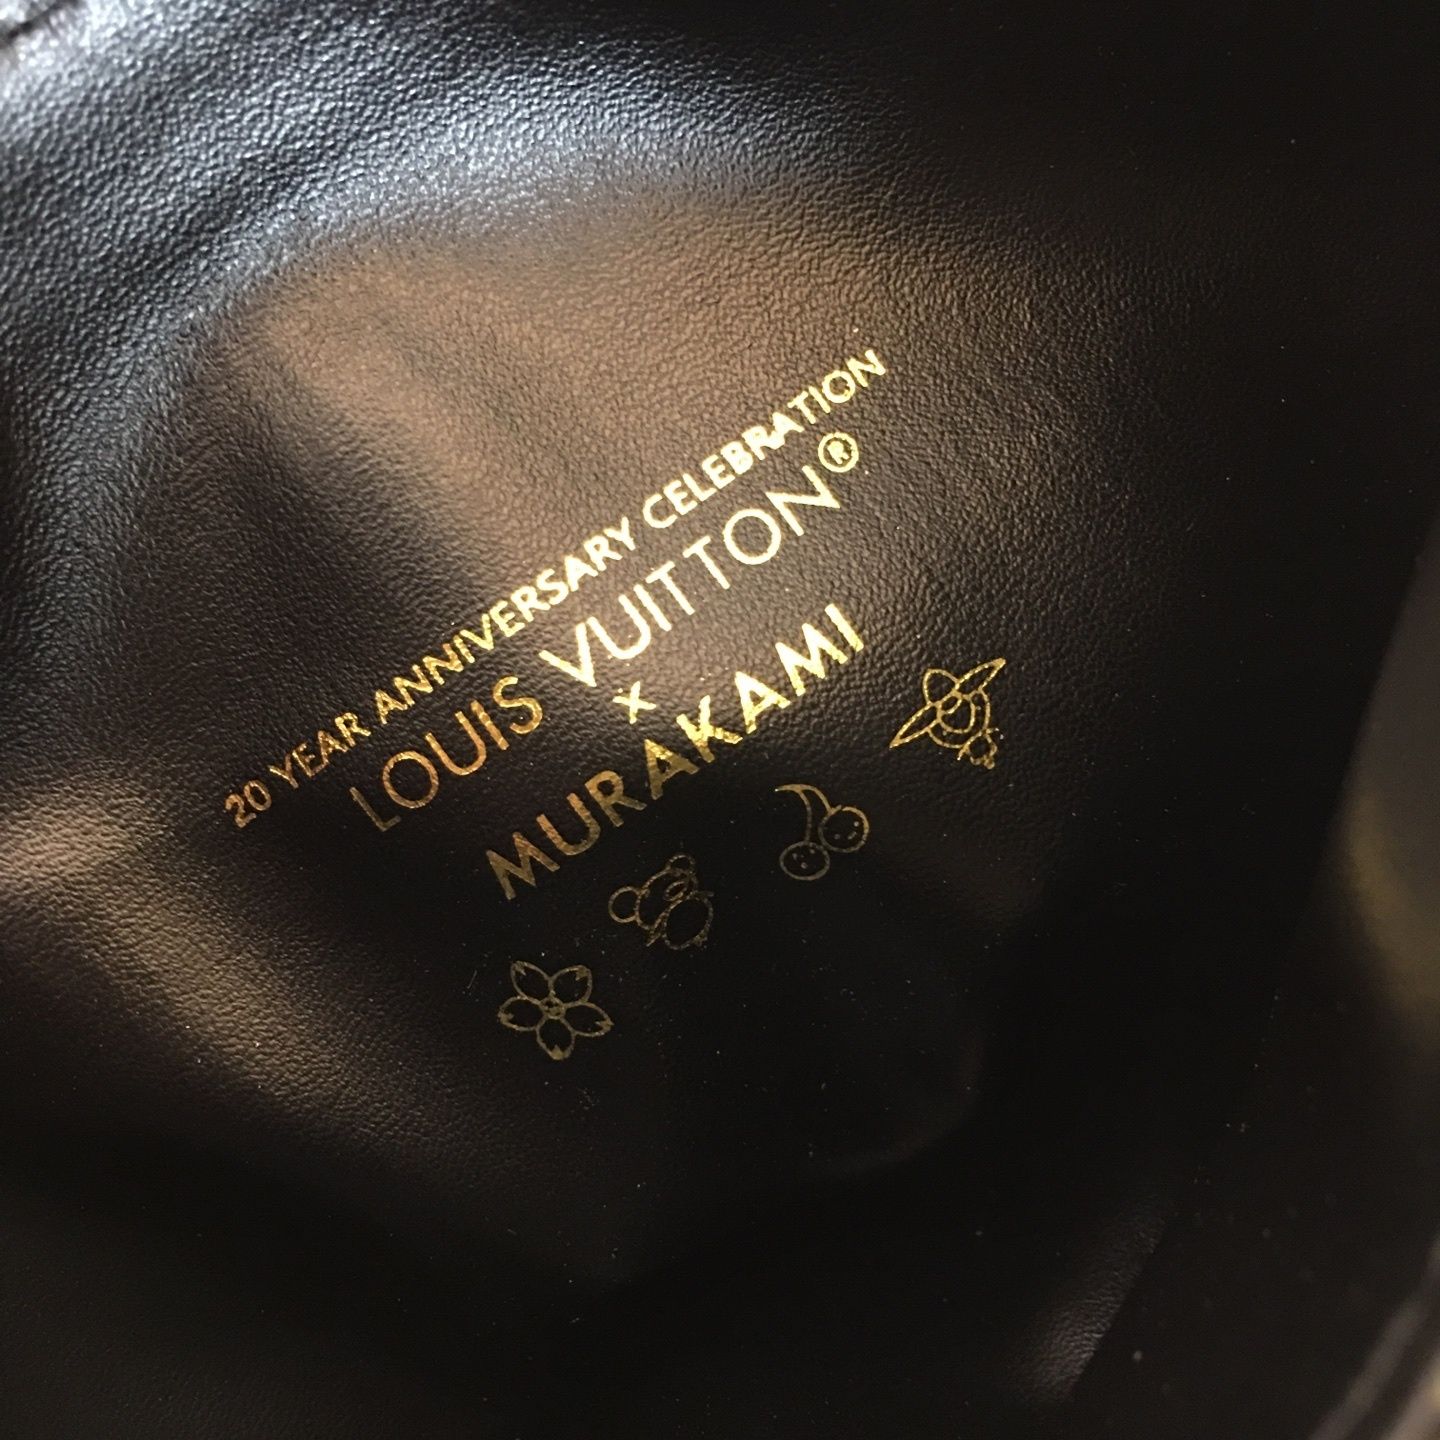 20 YEAR ANNIVERSARY CELEBRATION
LOUIS VUITTON®
x
MURAKAMI